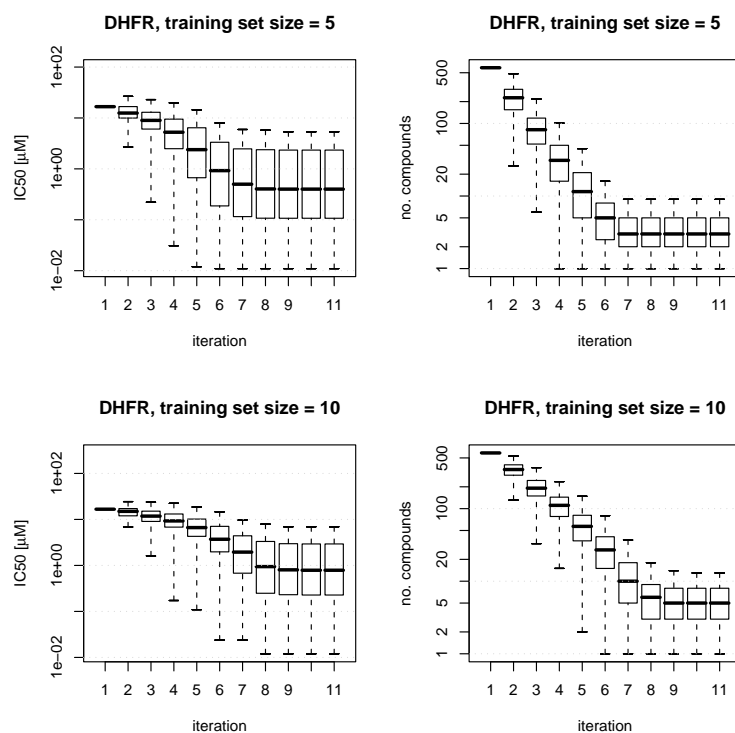 DHFR, training set size = 5
IC50 [µM]
1e+02
1e+00
1e−02
1 2 3 4 5 6 7 8 9 11
iteration
DHFR, training set size = 5
no. compounds
500
100
20
5
2
1
1 2 3 4 5 6 7 8 9 11
iteration
DHFR, training set size = 10
IC50 [µM]
1e+02
1e+00
1e−02
1 2 3 4 5 6 7 8 9 11
iteration
DHFR, training set size = 10
no. compounds
500
100
20
5
2
1
1 2 3 4 5 6 7 8 9 11
iteration